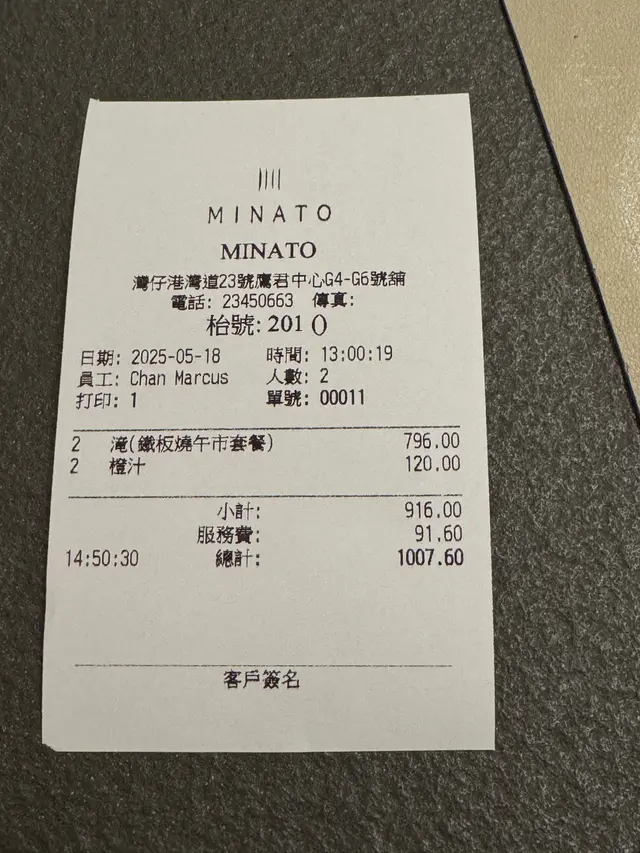 MINATO
MINATO
灣仔港灣道23號鷹君中心G4-G6號舖
電話: 23450663 傳真:
枱號: 201 ()
日期: 2025-05-18 時間: 13:00:19
員工: Chan Marcus 人數: 2
打印: 1 單號: 00011
2 滝(鐵板燒午市套餐) 796.00
2 橙汁 120.00
小計: 916.00
服務費: 91.60
14:50:30 總計: 1007.60
客戶簽名